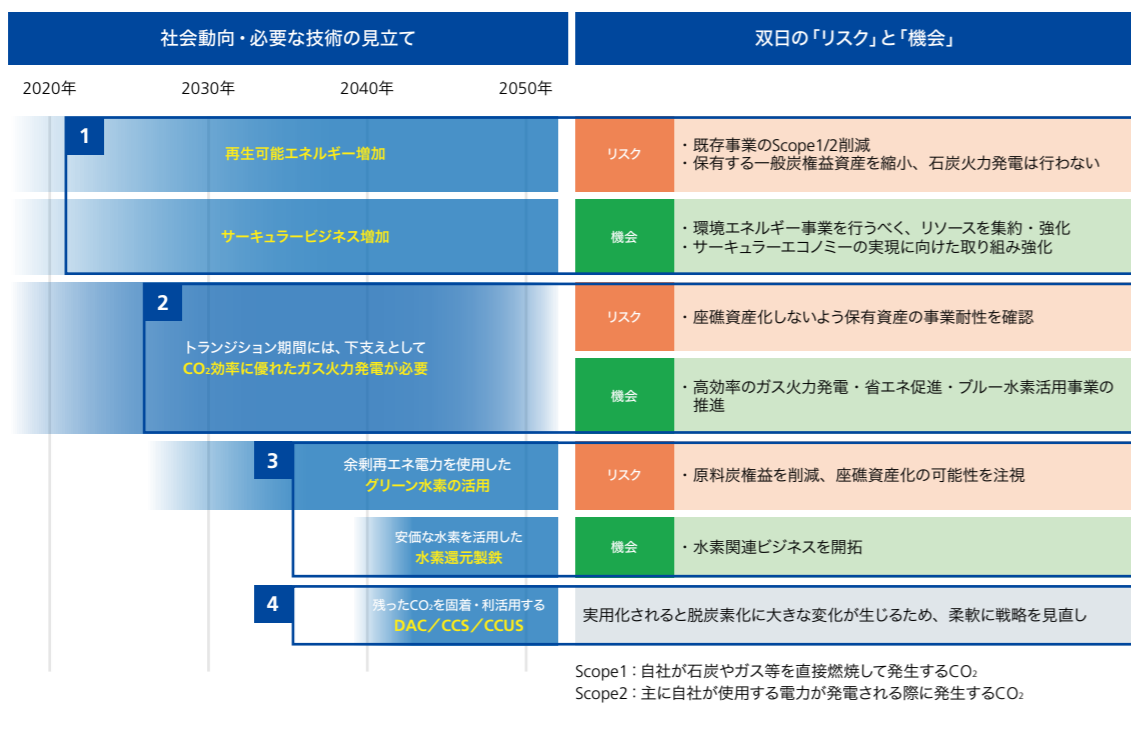 社会動向・必要な技術の見立て
双日の「リスク」と「機会」
2020年
2030年
2040年
2050年
1
再生可能エネルギー増加
リスク
・既存事業のScope1/2削減
・保有する一般炭権益資産を縮小、石炭火力発電は行わない
サーキュラービジネス増加
機会
・環境エネルギー事業を行うべく、リソースを集約・強化
・サーキュラーエコノミーの実現に向けた取り組み強化
2
トランジション期間には、下支えとして
CO₂効率に優れたガス火力発電が必要
リスク
・座礁資産化しないよう保有資産の事業耐性を確認
機会
・高効率のガス火力発電・省エネ促進・ブルー水素活用事業の
推進
3
余剰再エネ電力を使用した
グリーン水素の活用
リスク
・原料炭権益を削減、座礁資産化の可能性を注視
安価な水素を活用した
水素還元製鉄
機会
・水素関連ビジネスを開拓
4
残ったCO₂を固着・利活用する
DAC／CCS／CCUS
実用化されると脱炭素化に大きな変化が生じるため、柔軟に戦略を見直し
Scope1：自社が石炭やガス等を直接燃焼して発生するCO₂
Scope2：主に自社が使用する電力が発電される際に発生するCO₂